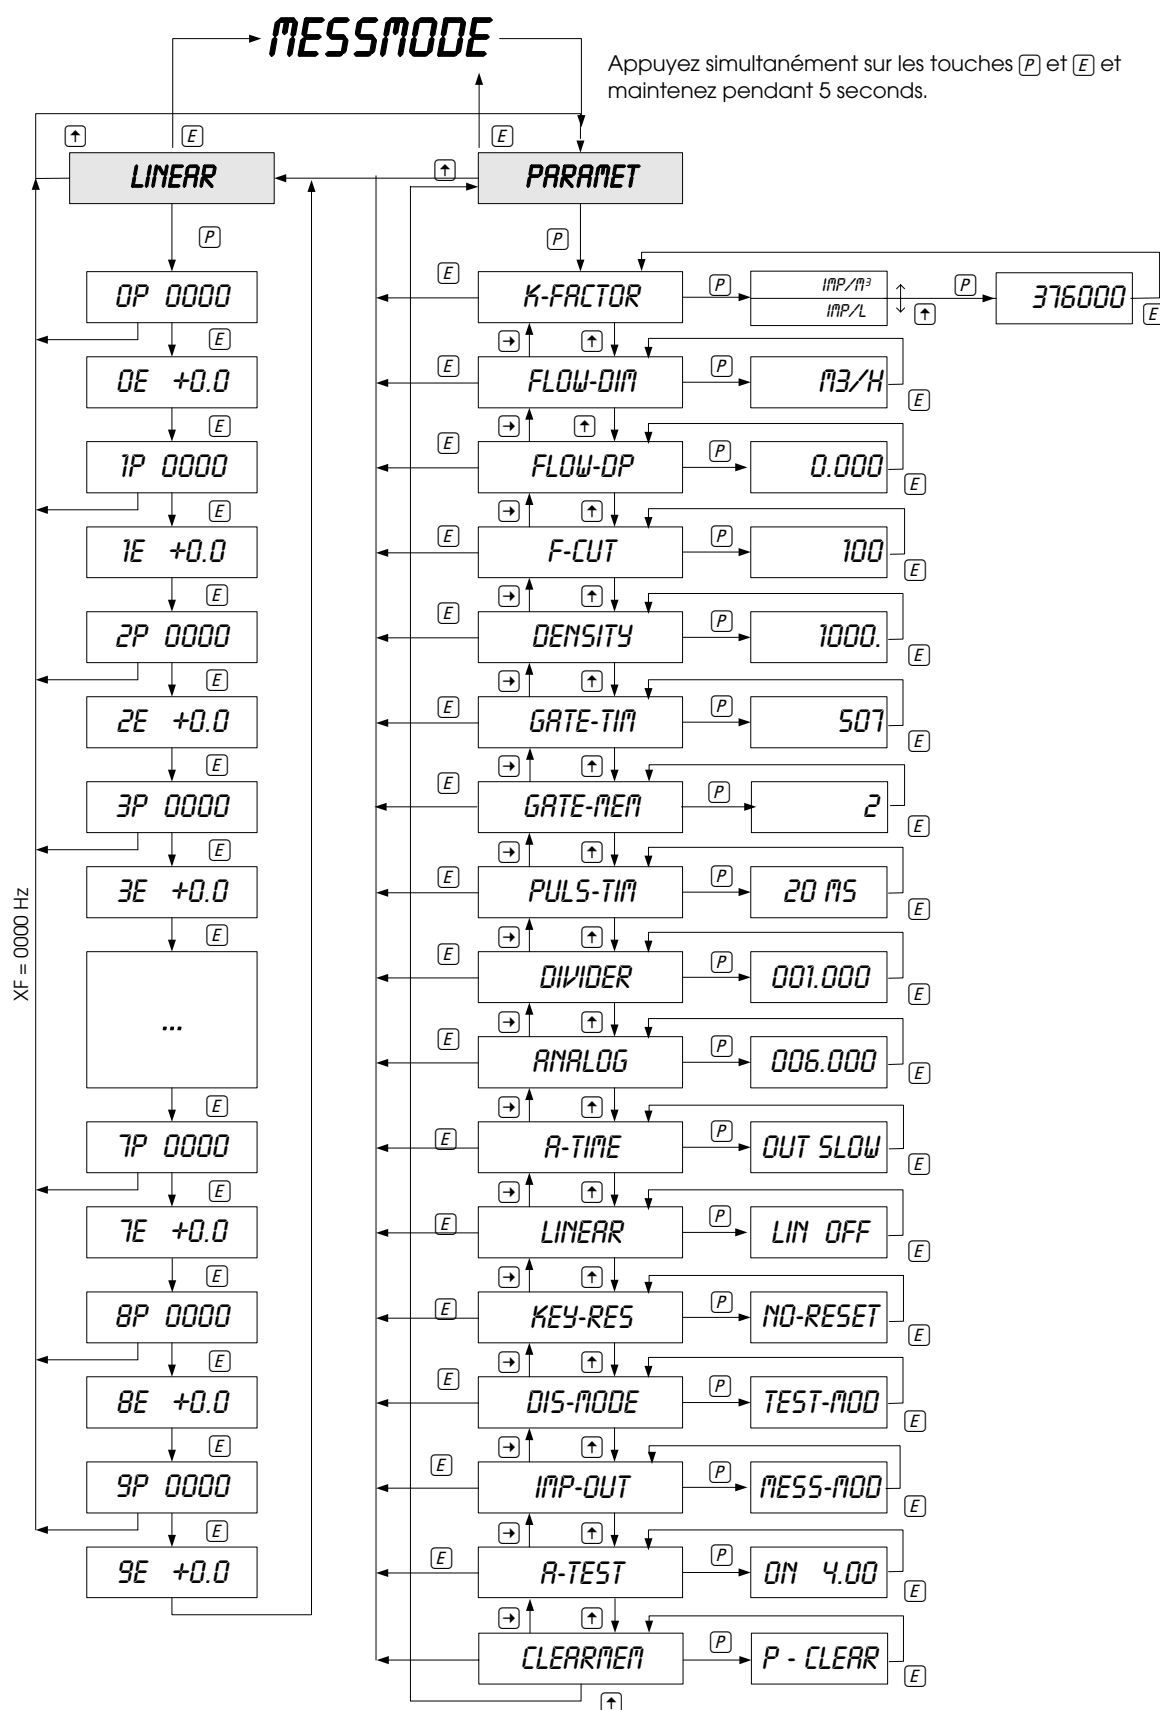 MESSMODE
Appuyez simultanément sur les touches P et E et
maintenez pendant 5 seconds.
↑ E E
LINEAR ↑ PARAMET
P P
0P 0000 E K-FACTOR P IMP/M³ P 376000
IMP/L ↑ E
E → ↑
0E +0.0 E FLOW-DIM P M3/H E
E → ↑
1P 0000 E FLOW-DP P 0.000 E
E → ↑
1E +0.0 E F-CUT P 100 E
E → ↑
2P 0000 E DENSITY P 1000. E
E → ↑
2E +0.0 E GATE-TIM P 507 E
E → ↑
3P 0000 E GATE-MEM P 2 E
E → ↑
3E +0.0 E PULS-TIM P 20 MS E
E → ↑
... E DIVIDER P 001.000 E
→ ↑
E ANALOG P 006.000 E
E → ↑
7P 0000 E A-TIME P OUT SLOW E
E → ↑
7E +0.0 E LINEAR P LIN OFF E
E → ↑
8P 0000 E KEY-RES P NO-RESET E
E → ↑
8E +0.0 E DIS-MODE P TEST-MOD E
E → ↑
9P 0000 E IMP-OUT P MESS-MOD E
E → ↑
9E +0.0 E A-TEST P ON 4.00 E
→ ↑
CLEARMEM P P - CLEAR E
↑
XF = 0000 Hz